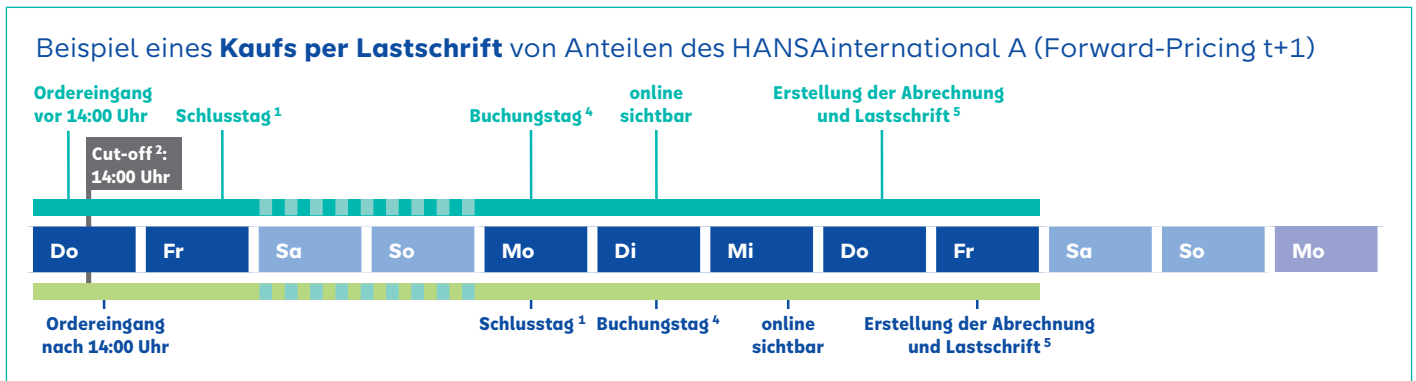 Beispiel eines Kaufs per Lastschrift von Anteilen des HANSAinternational A (Forward-Pricing t+1)
Ordereingang
vor 14:00 Uhr
Schlusstag ¹
Buchungstag ⁴
online
sichtbar
Erstellung der Abrechnung
und Lastschrift ⁵
Cut-off ²:
14:00 Uhr
Do Fr Sa So Mo Di Mi Do Fr Sa So Mo
Ordereingang
nach 14:00 Uhr
Schlusstag ¹
Buchungstag ⁴
online
sichtbar
Erstellung der Abrechnung
und Lastschrift ⁵